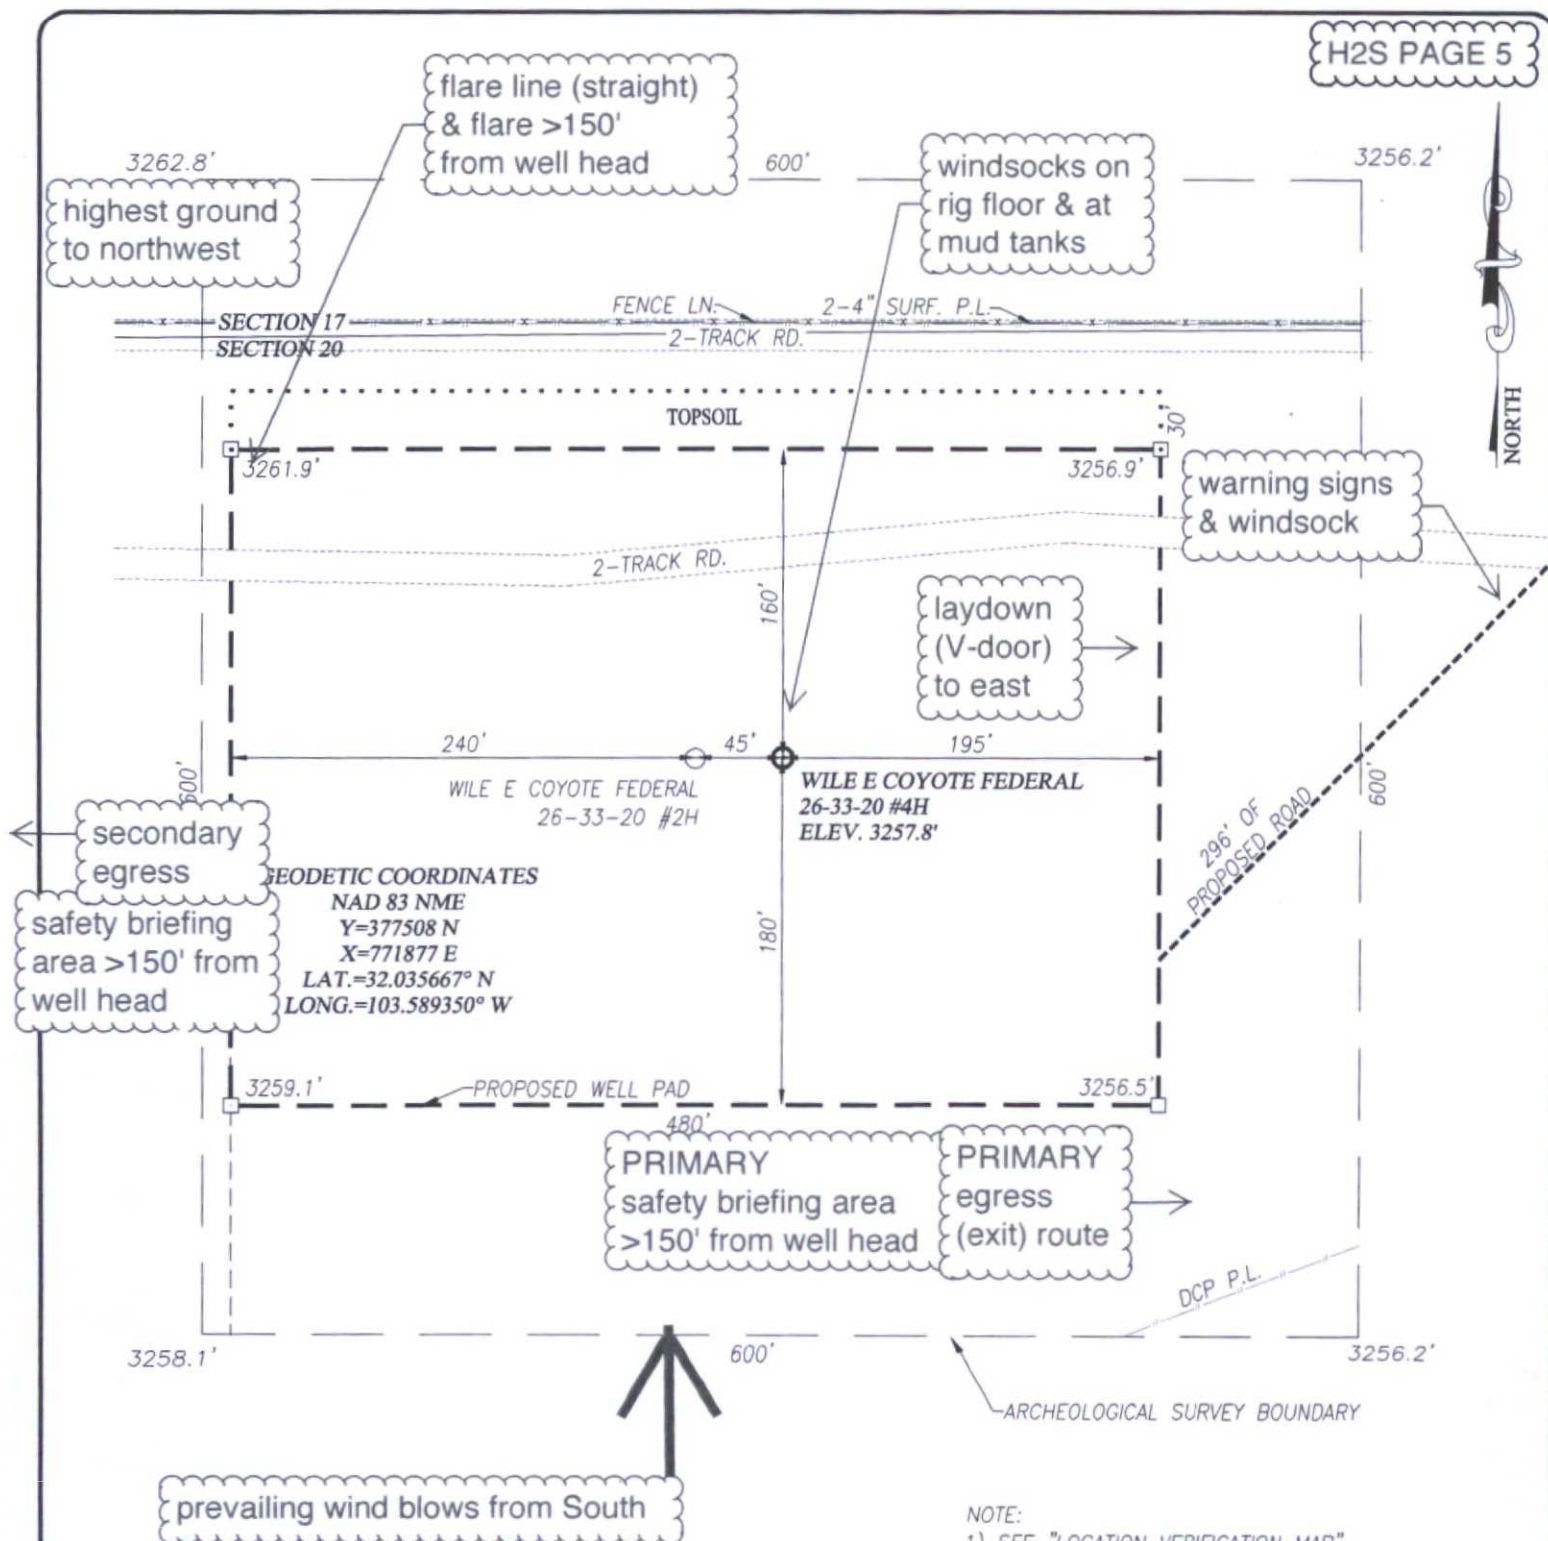 H2S PAGE 5
flare line (straight)
& flare >150'
from well head
3262.8'
600'
3256.2'
windsocks on
rig floor & at
mud tanks
highest ground
to northwest
FENCE LN.
2-4" SURF. P.L.
SECTION 17
SECTION 20
2-TRACK RD.
NORTH
TOPSOIL
30'
3261.9'
3256.9'
warning signs
& windsock
2-TRACK RD.
160'
laydown
(V-door)
to east
240'
45'
195'
WILE E COYOTE FEDERAL
26-33-20 #2H
WILE E COYOTE FEDERAL
26-33-20 #4H
ELEV. 3257.8'
600'
600'
296' OF
PROPOSED ROAD
secondary
egress
safety briefing
area >150' from
well head
GEODETIC COORDINATES
NAD 83 NME
Y=377508 N
X=771877 E
LAT.=32.035667° N
LONG.=103.589350° W
180'
3259.1'
PROPOSED WELL PAD
3256.5'
480'
PRIMARY
safety briefing area
>150' from well head
PRIMARY
egress
(exit) route
DCP P.L.
3258.1'
600'
3256.2'
ARCHEOLOGICAL SURVEY BOUNDARY
prevailing wind blows from South
NOTE:
1) SEE "LOCATION VERIFICATION MAP"